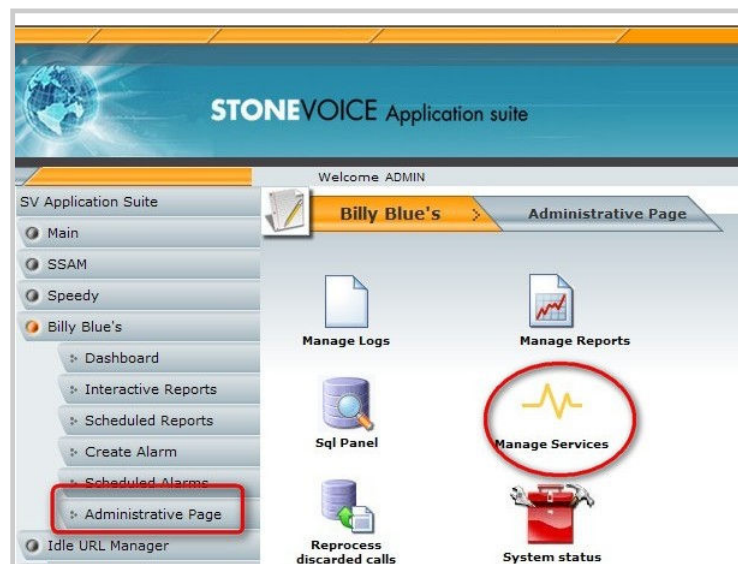 STONEVOICE Application suite
Welcome ADMIN
SV Application Suite
Main
SSAM
Speedy
Billy Blue's
Dashboard
Interactive Reports
Scheduled Reports
Create Alarm
Scheduled Alarms
Administrative Page
Idle URL Manager
Billy Blue's > Administrative Page
Manage Logs
Manage Reports
Sql Panel
Manage Services
Reprocess
discarded calls
System status